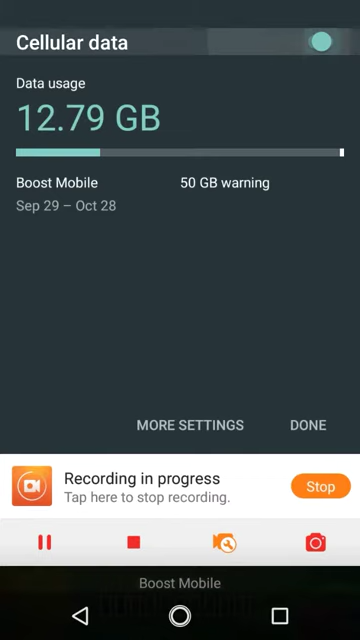 Cellular data
Data usage
12.79 GB
Boost Mobile
50 GB warning
Sep 29 – Oct 28
MORE SETTINGS
DONE
Recording in progress
Stop
Tap here to stop recording.
Boost Mobile